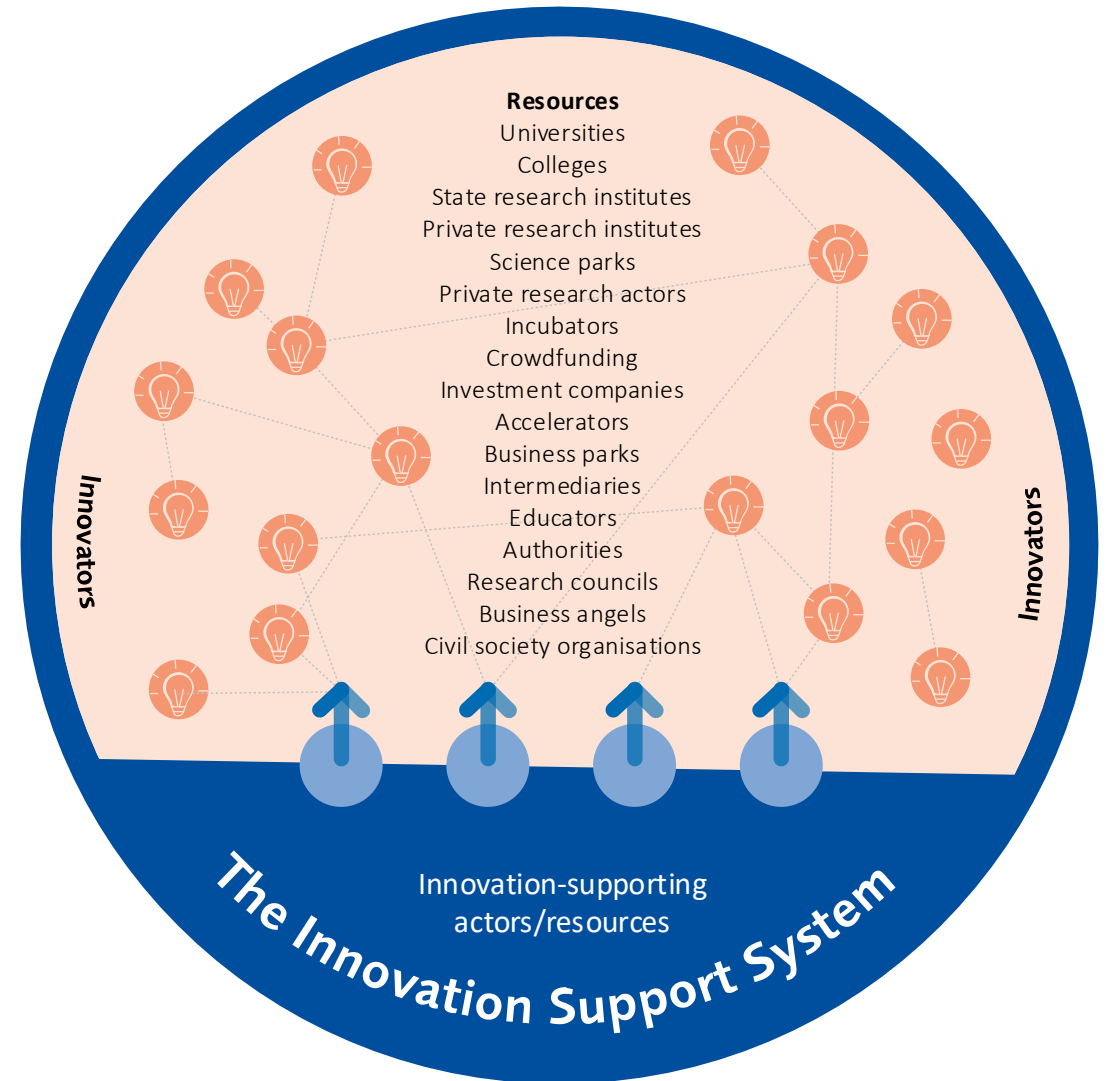 Resources
Universities
Colleges
State research institutes
Private research institutes
Science parks
Private research actors
Incubators
Crowdfunding
Investment companies
Accelerators
Business parks
Intermediaries
Educators
Authorities
Research councils
Business angels
Civil society organisations
Innovators
Innovators
Innovation-supporting
actors/resources
The Innovation Support System